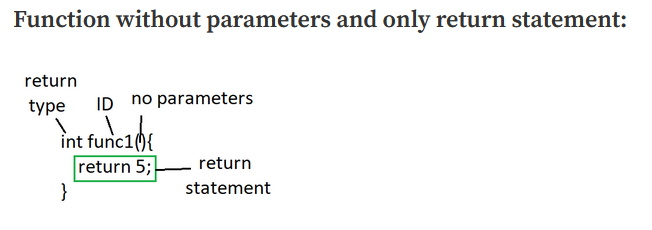 Function without parameters and only return statement:
return
type ID no parameters
int func1(){
return 5; return
statement
}